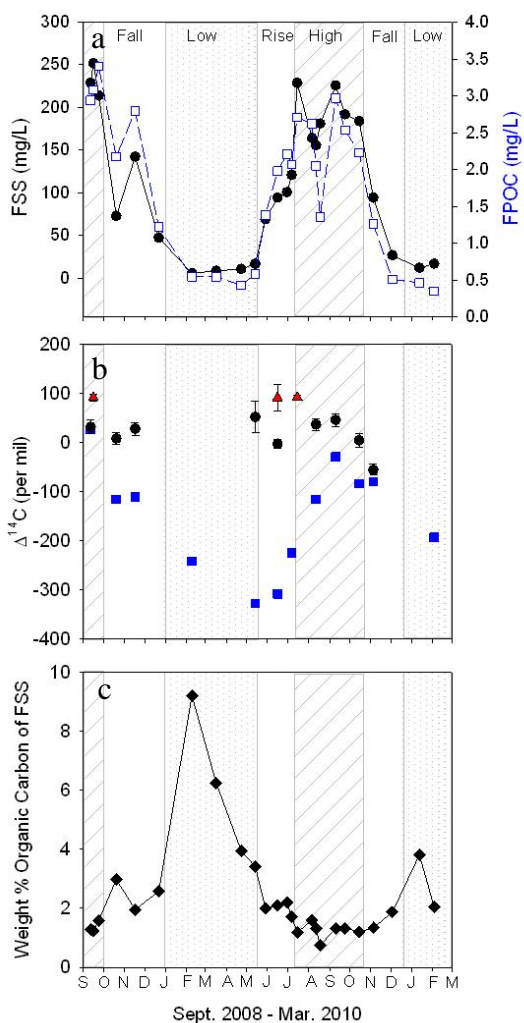 a
Fall
Low
Rise
High
Fall
Low
300
250
200
150
100
50
0
FSS (mg/L)
4.0
3.5
3.0
2.5
2.0
1.5
1.0
0.5
0.0
FPOC (mg/L)
b
200
100
0
-100
-200
-300
-400
Δ14C (per mil)
c
10
8
6
4
2
0
Weight % Organic Carbon of FSS
S O N D J F M A M J J A S O N D J F M
Sept. 2008 - Mar. 2010